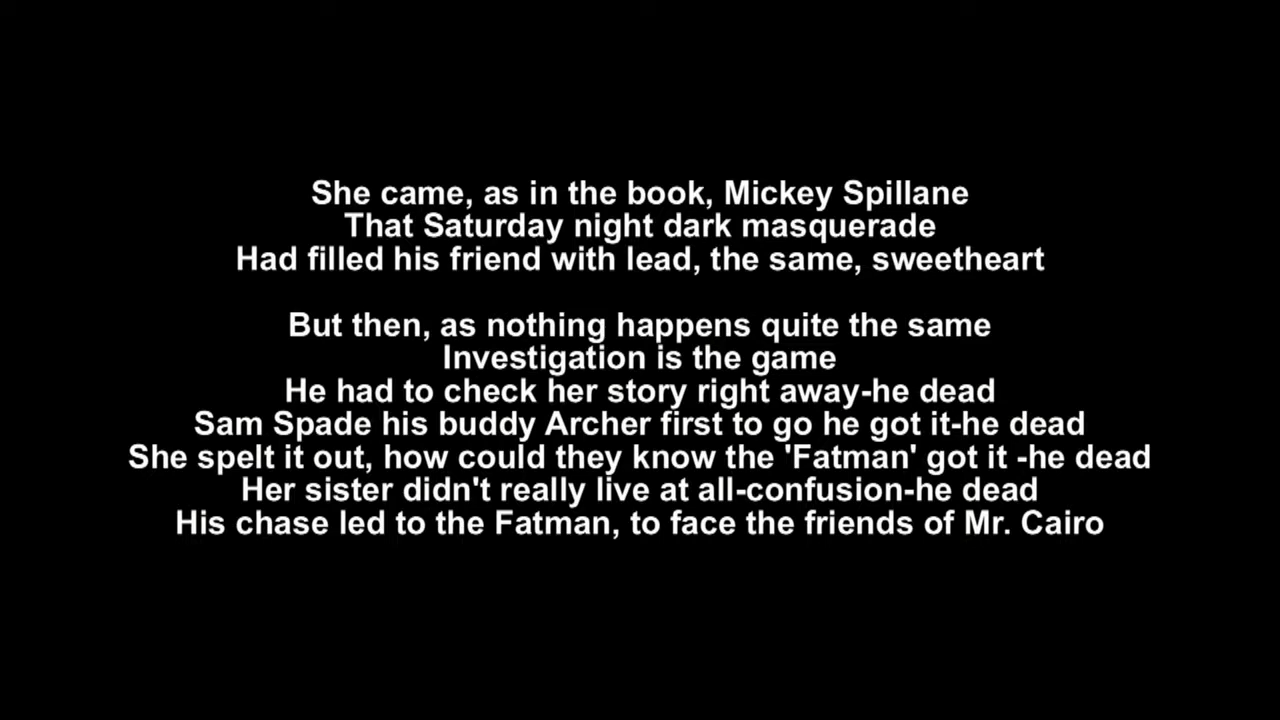 She came, as in the book, Mickey Spillane
That Saturday night dark masquerade
Had filled his friend with lead, the same, sweetheart
But then, as nothing happens quite the same
Investigation is the game
He had to check her story right away-he dead
Sam Spade his buddy Archer first to go he got it-he dead
She spelt it out, how could they know the 'Fatman' got it -he dead
Her sister didn't really live at all-confusion-he dead
His chase led to the Fatman, to face the friends of Mr. Cairo